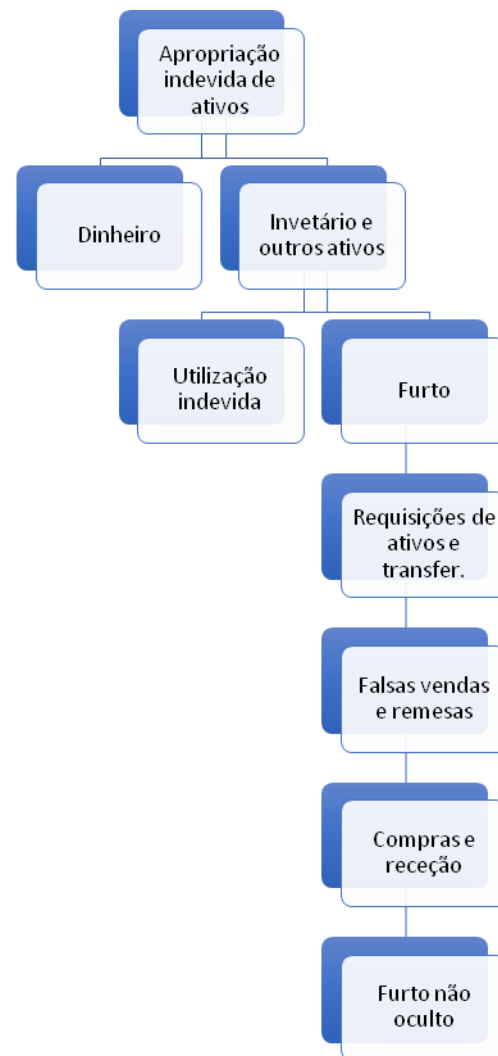 Apropriação
indevida de
ativos
Dinheiro
Invetário e
outros ativos
Utilização
indevida
Furto
Requisições de
ativos e
transfer.
Falsas vendas
e remesas
Compras e
receção
Furto não
oculto